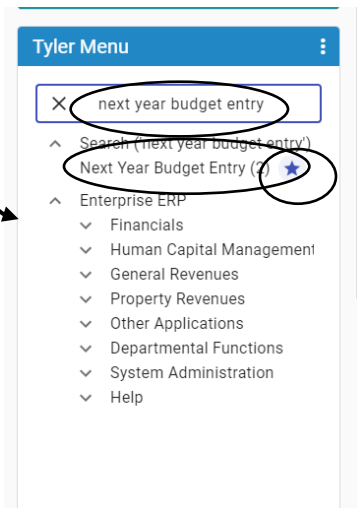 Tyler Menu
next year budget entry
Search ('next year budget entry')
Next Year Budget Entry (2)
Enterprise ERP
Financials
Human Capital Management
General Revenues
Property Revenues
Other Applications
Departmental Functions
System Administration
Help